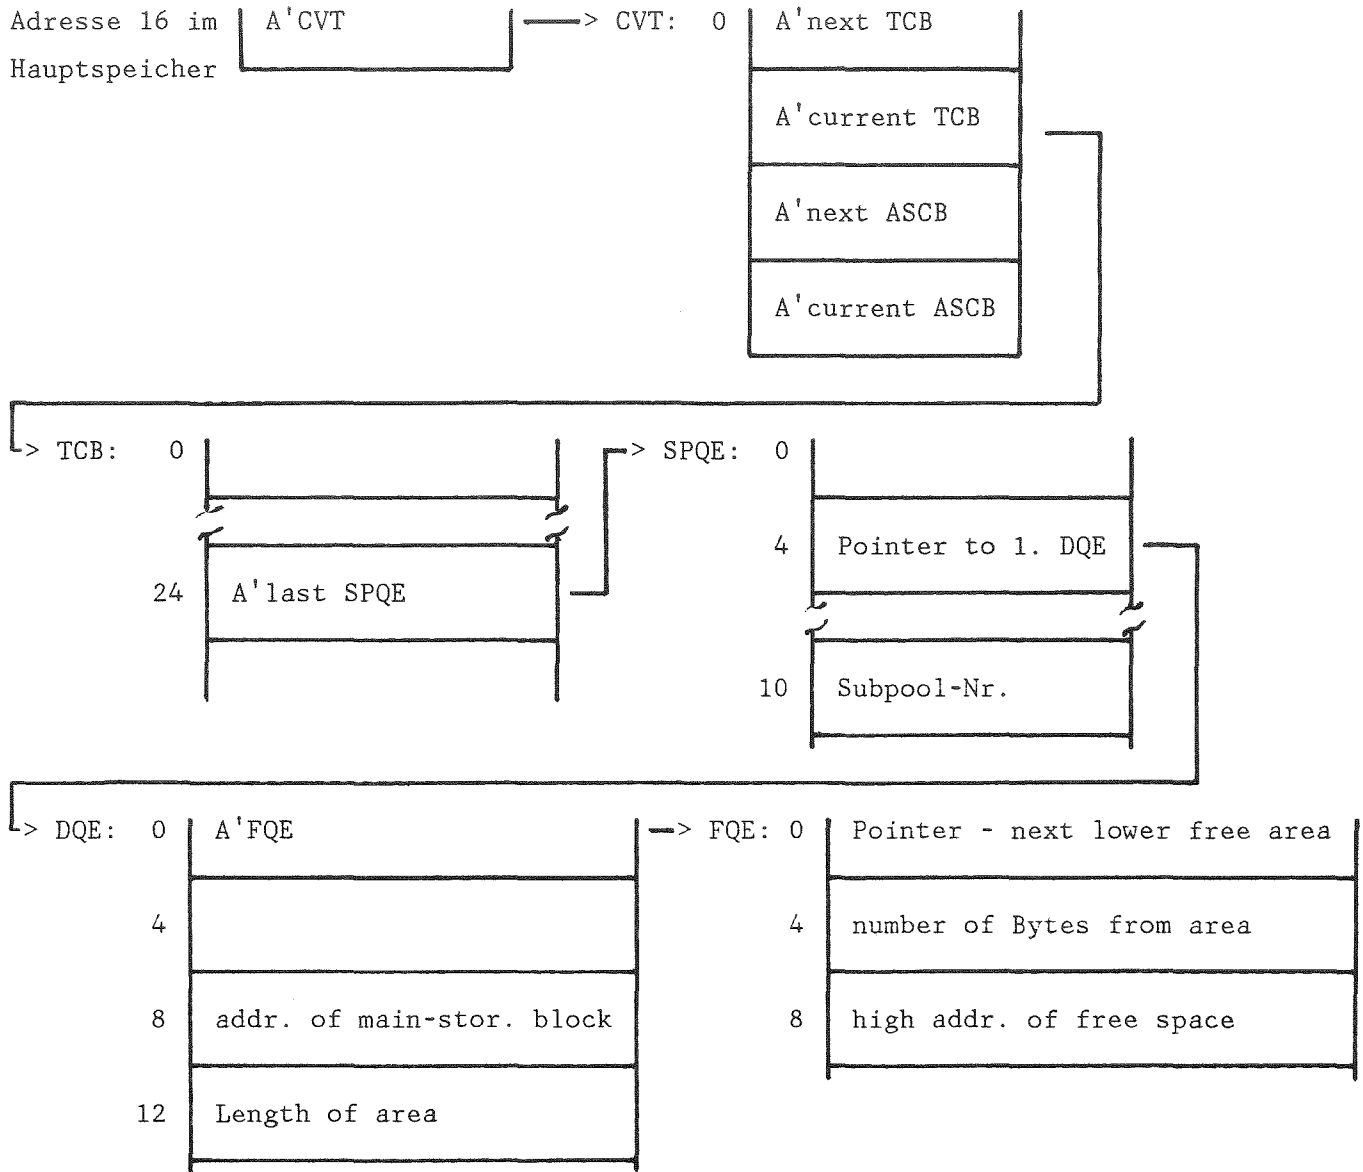 Adresse 16 im A'CVT > CVT: 0 A'next TCB
Hauptspeicher
A'current TCB
A'next ASCB
A'current ASCB
> TCB: 0 > SPQE: 0
4 Pointer to 1. DQE
24 A'last SPQE
10 Subpool-Nr.
> DQE: 0 A'FQE > FQE: 0 Pointer - next lower free area
4 4 number of Bytes from area
8 addr. of main-stor. block 8 high addr. of free space
12 Length of area